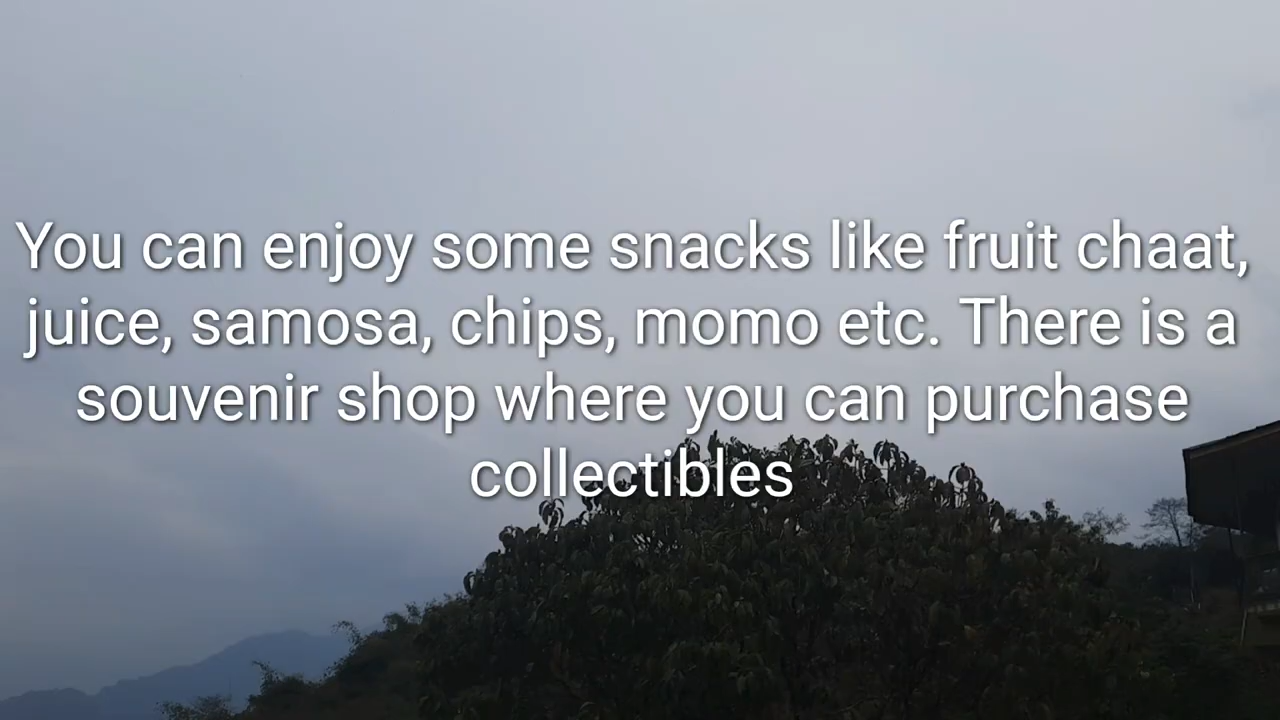 You can enjoy some snacks like fruit chaat,
juice, samosa, chips, momo etc. There is a
souvenir shop where you can purchase
collectibles